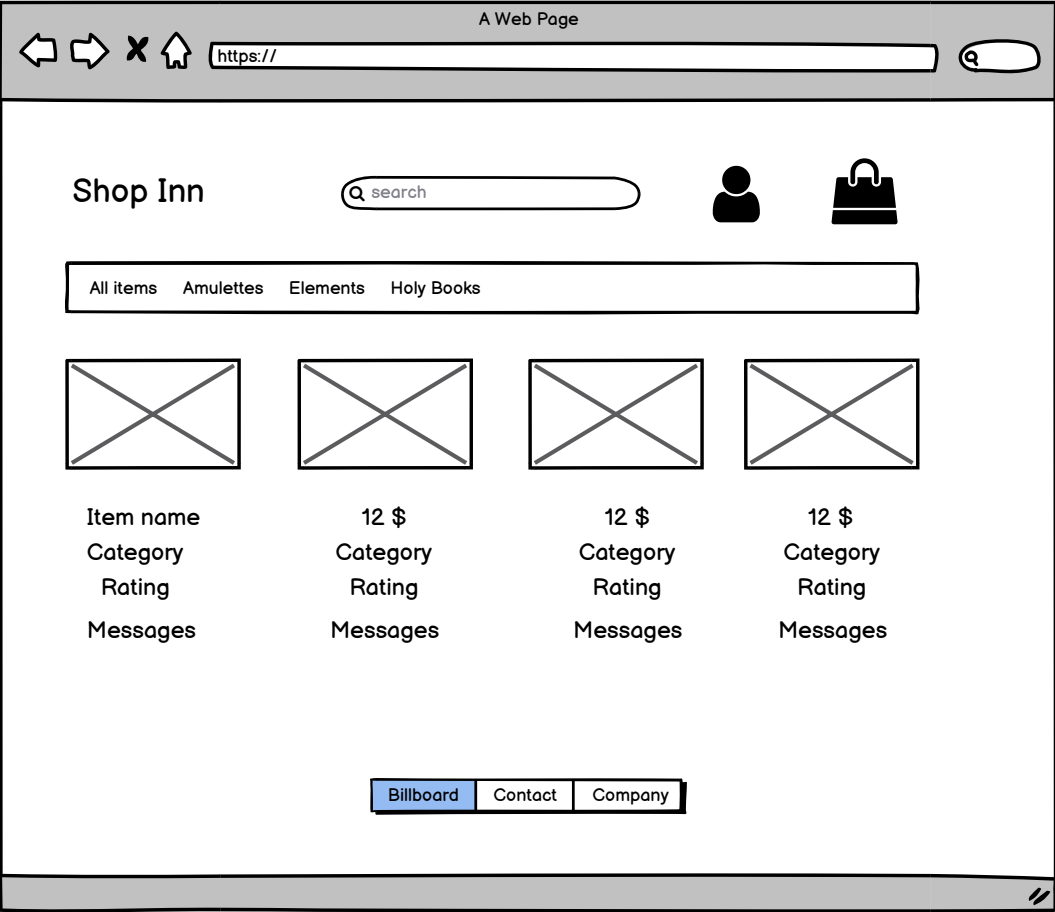 A Web Page
https://
Shop Inn
search
All items Amulettes Elements Holy Books
Item name 12 $ 12 $ 12 $
Category Category Category Category
Rating Rating Rating Rating
Messages Messages Messages Messages
Billboard Contact Company